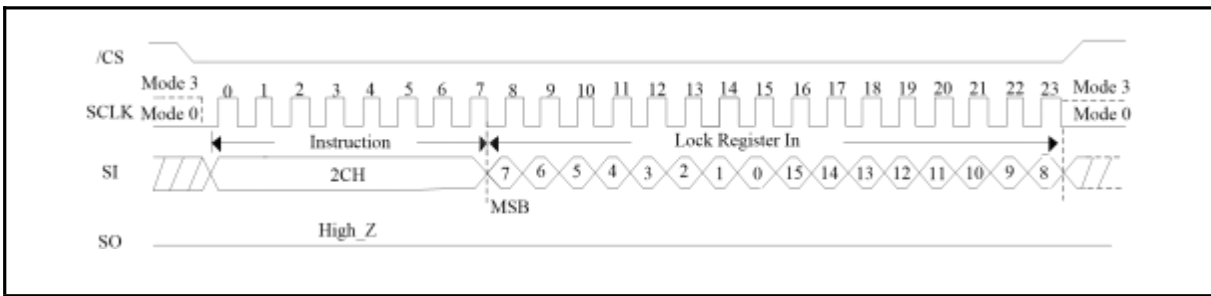 /CS
Mode 3 0 1 2 3 4 5 6 7 8 9 10 11 12 13 14 15 16 17 18 19 20 21 22 23 Mode 3
SCLK Mode 0 Mode 0
Instruction Lock Register In
SI 2CH 7 6 5 4 3 2 1 0 15 14 13 12 11 10 9 8
MSB
High_Z
SO